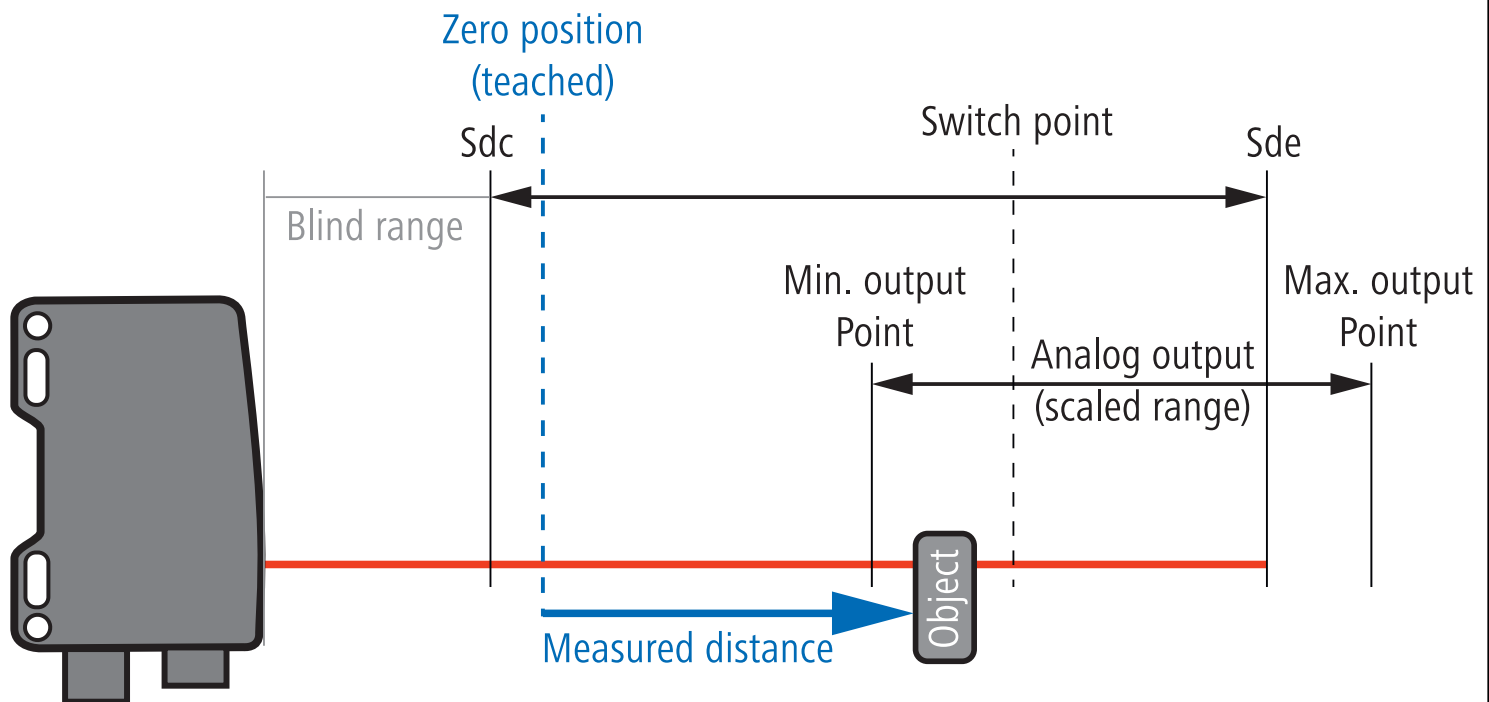 Zero position
(teached)
Sdc
Switch point
Sde
Blind range
Min. output
Point
Max. output
Point
Analog output
(scaled range)
Object
Measured distance